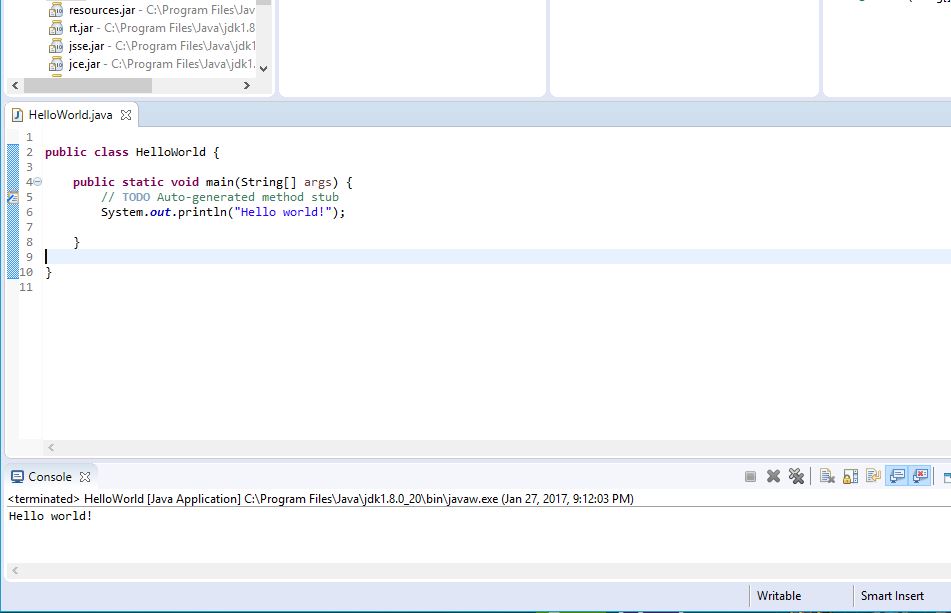 resources.jar - C:\Program Files\Jav
rt.jar - C:\Program Files\Java\jdk1.8
jsse.jar - C:\Program Files\Java\jdk1
jce.jar - C:\Program Files\Java\jdk1.
HelloWorld.java
1
2 public class HelloWorld {
3
4 public static void main(String[] args) {
5 // TODO Auto-generated method stub
6 System.out.println("Hello world!");
7
8 }
9
10 }
11
Console
<terminated> HelloWorld [Java Application] C:\Program Files\Java\jdk1.8.0_20\bin\javaw.exe (Jan 27, 2017, 9:12:03 PM)
Hello world!
Writable Smart Insert